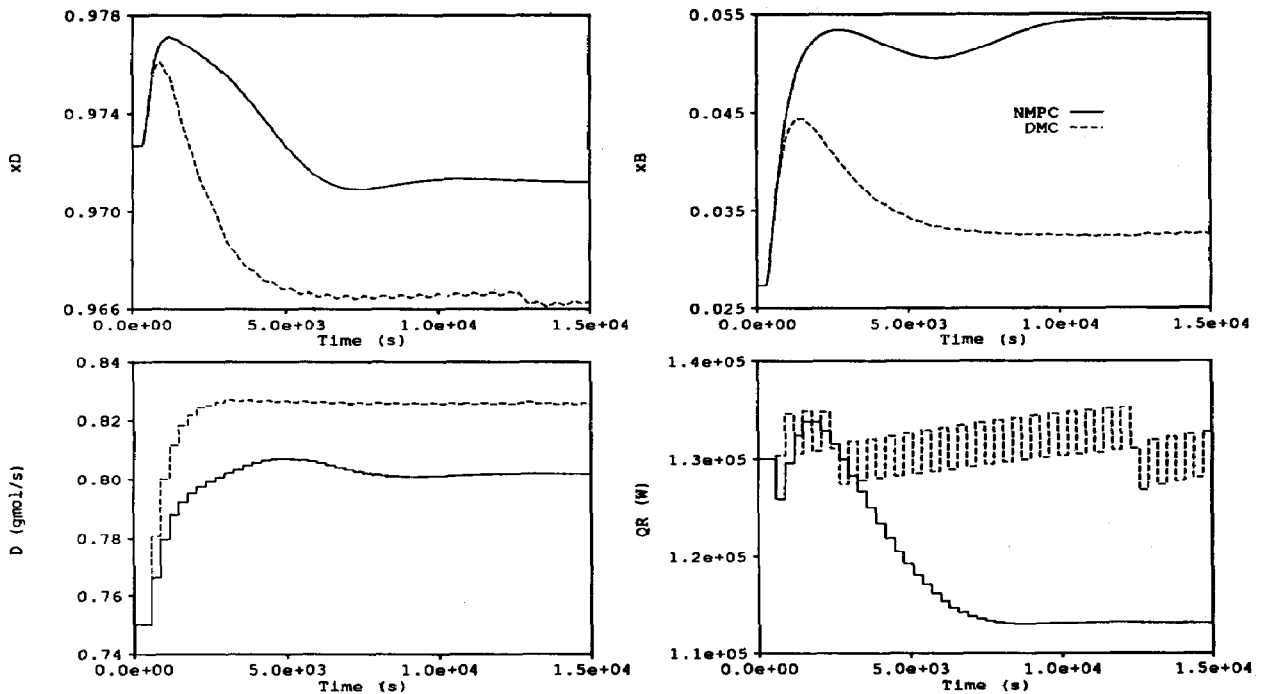 0.978
0.974
0.970
0.966
xD
0.0e+00
5.0e+03
1.0e+04
1.5e+04
Time (s)
0.055
0.045
0.035
0.025
xB
NMPC
DMC
0.0e+00
5.0e+03
1.0e+04
1.5e+04
Time (s)
0.84
0.82
0.80
0.78
0.76
0.74
D (gmol/s)
0.0e+00
5.0e+03
1.0e+04
1.5e+04
Time (s)
1.4e+05
1.3e+05
1.2e+05
1.1e+05
QR (W)
0.0e+00
5.0e+03
1.0e+04
1.5e+04
Time (s)